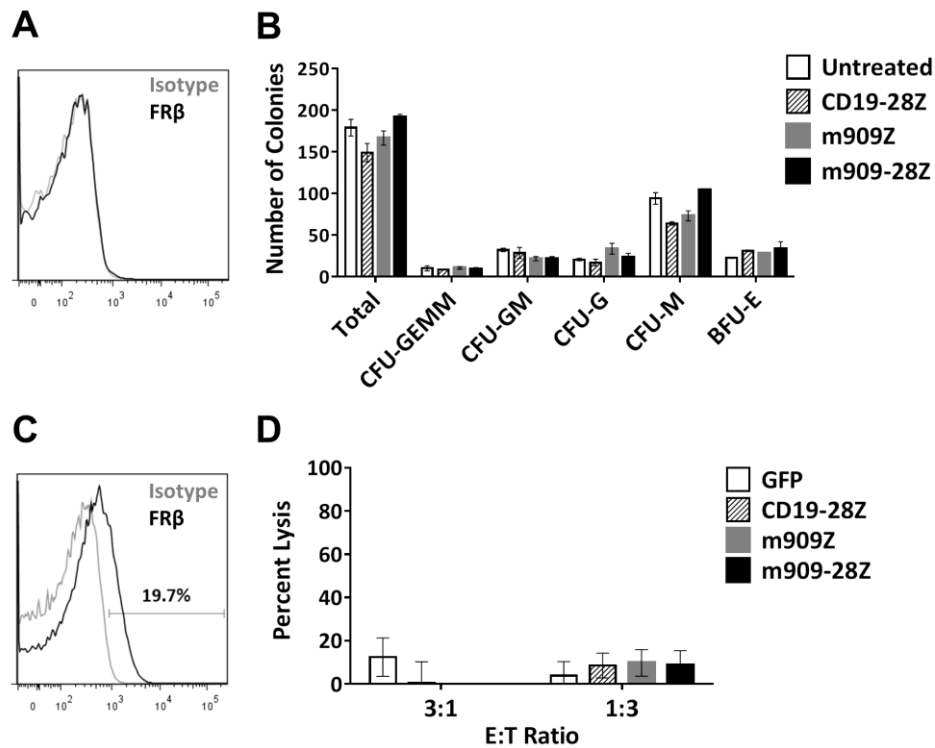 A
Isotype
FRβ
0 10^2 10^3 10^4 10^5
B
Number of Colonies
250
200
150
100
50
0
Total
CFU-GEMM
CFU-GM
CFU-G
CFU-M
BFU-E
Untreated
CD19-28Z
m909Z
m909-28Z
C
Isotype
FRβ
19.7%
0 10^2 10^3 10^4 10^5
D
Percent Lysis
100
80
60
40
20
0
3:1 1:3
E:T Ratio
GFP
CD19-28Z
m909Z
m909-28Z